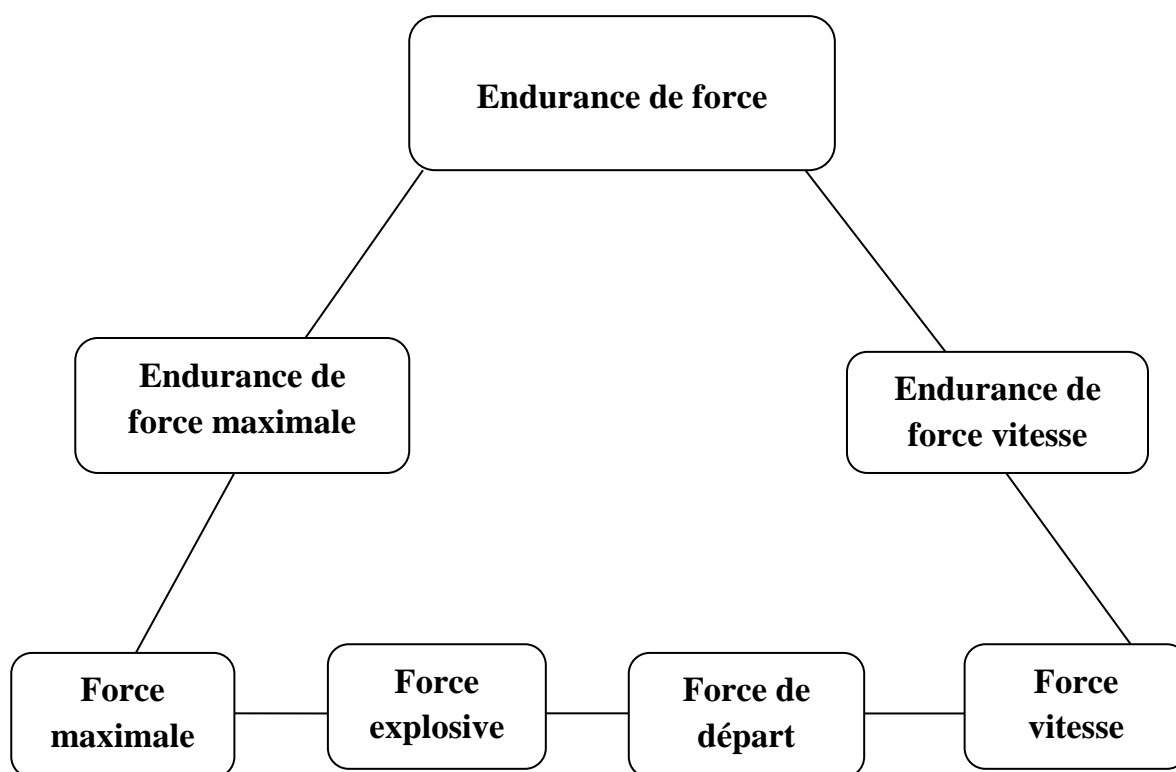 Endurance de force
Endurance de
force maximale
Endurance de
force vitesse
Force
maximale
Force
explosive
Force de
départ
Force
vitesse